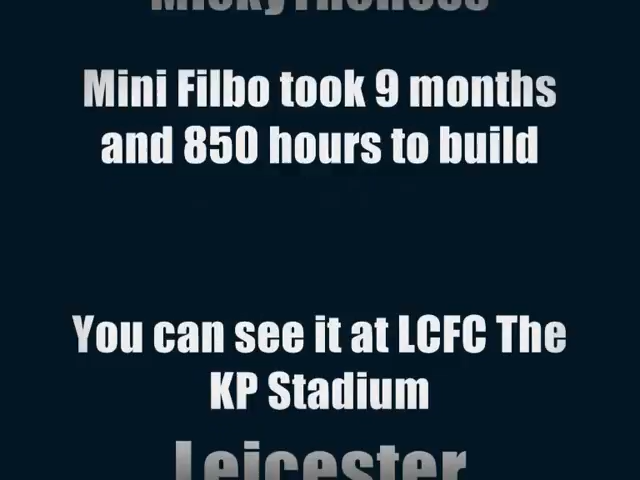 Mini Filbo took 9 months
and 850 hours to build
You can see it at LCFC The
KP Stadium
Leicester